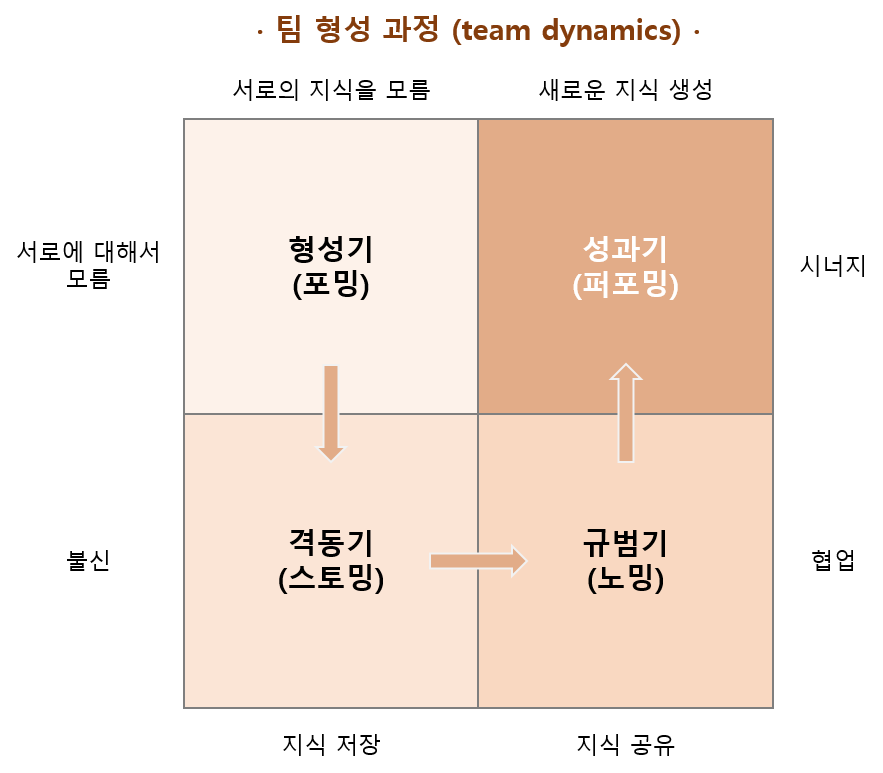 · 팀 형성 과정 (team dynamics) ·
서로의 지식을 모름
새로운 지식 생성
서로에 대해서
모름
형성기
(포밍)
성과기
(퍼포밍)
시너지
불신
격동기
(스토밍)
규범기
(노밍)
협업
지식 저장
지식 공유